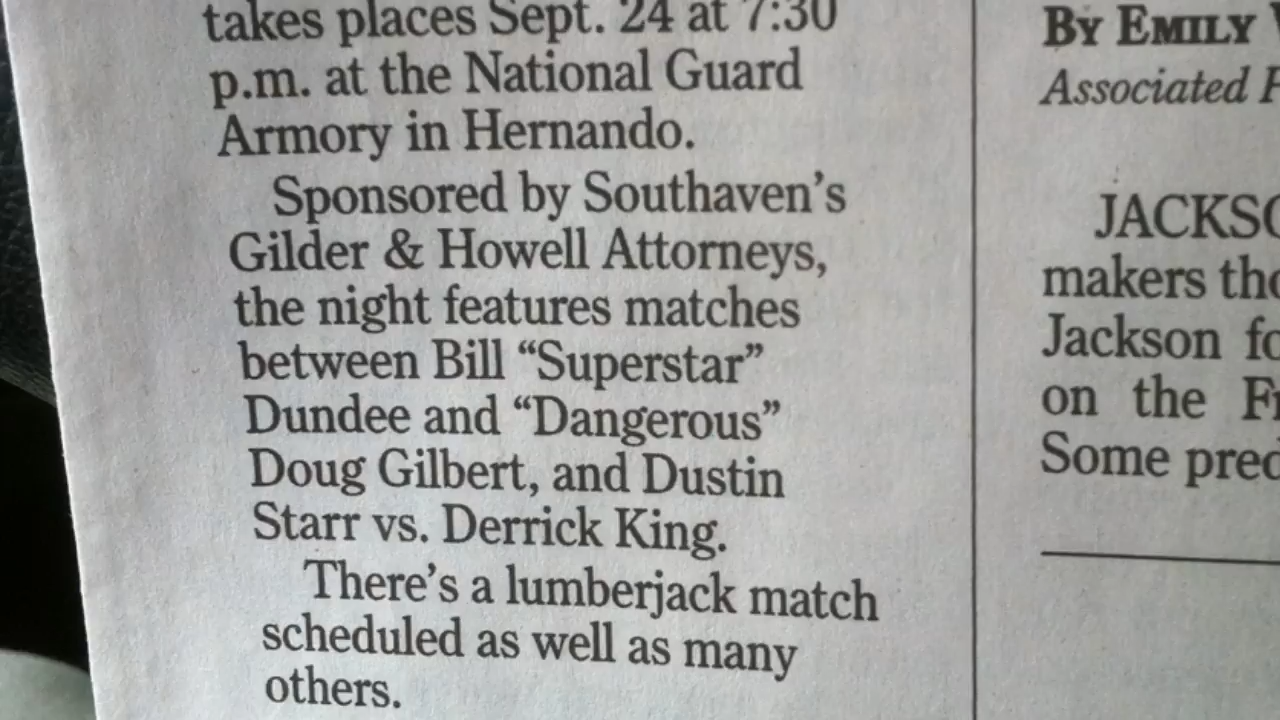 takes places Sept. 24 at 7:30
p.m. at the National Guard
Armory in Hernando.
Sponsored by Southaven's
Gilder & Howell Attorneys,
the night features matches
between Bill “Superstar”
Dundee and “Dangerous”
Doug Gilbert, and Dustin
Starr vs. Derrick King.
There's a lumberjack match
scheduled as well as many
others.
BY EMILY
Associated
makers
Jackson
on the
Some